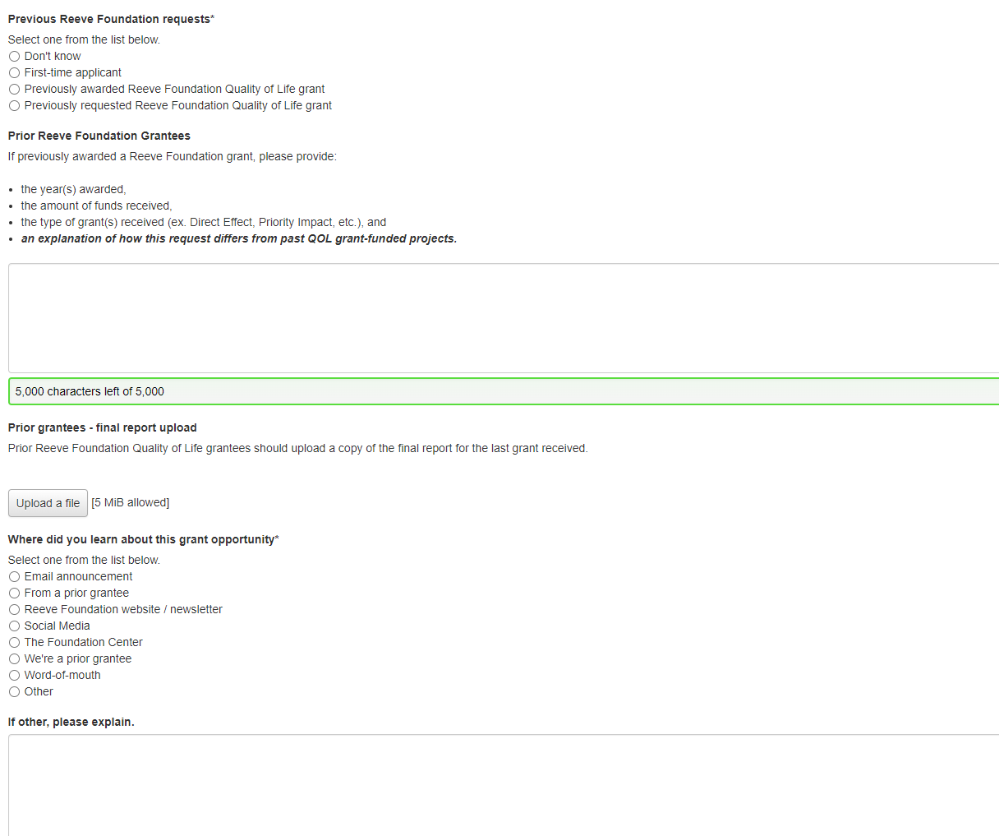 Previous Reeve Foundation requests*
Select one from the list below.
Don't know
First-time applicant
Previously awarded Reeve Foundation Quality of Life grant
Previously requested Reeve Foundation Quality of Life grant
Prior Reeve Foundation Grantees
If previously awarded a Reeve Foundation grant, please provide:
• the year(s) awarded,
• the amount of funds received,
• the type of grant(s) received (ex. Direct Effect, Priority Impact, etc.), and
• an explanation of how this request differs from past QOL grant-funded projects.
5,000 characters left of 5,000
Prior grantees - final report upload
Prior Reeve Foundation Quality of Life grantees should upload a copy of the final report for the last grant received.
Upload a file [5 MiB allowed]
Where did you learn about this grant opportunity*
Select one from the list below.
Email announcement
From a prior grantee
Reeve Foundation website / newsletter
Social Media
The Foundation Center
We're a prior grantee
Word-of-mouth
Other
If other, please explain.